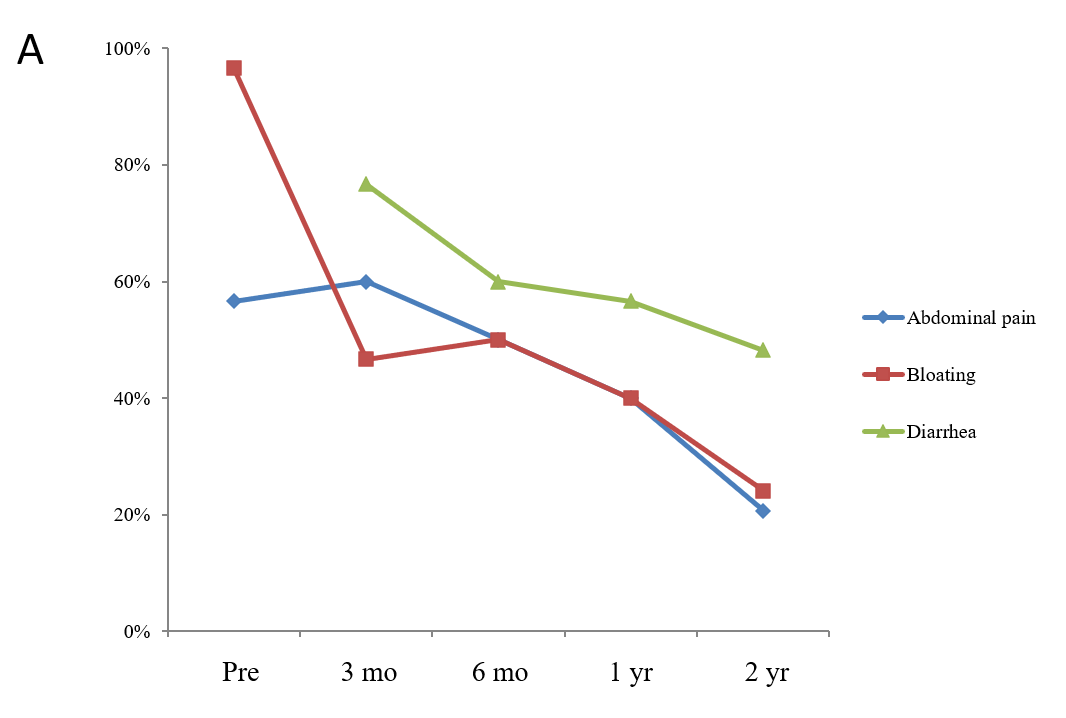 A
100%
80%
60%
40%
20%
0%
Pre 3 mo 6 mo 1 yr 2 yr
Abdominal pain
Bloating
Diarrhea